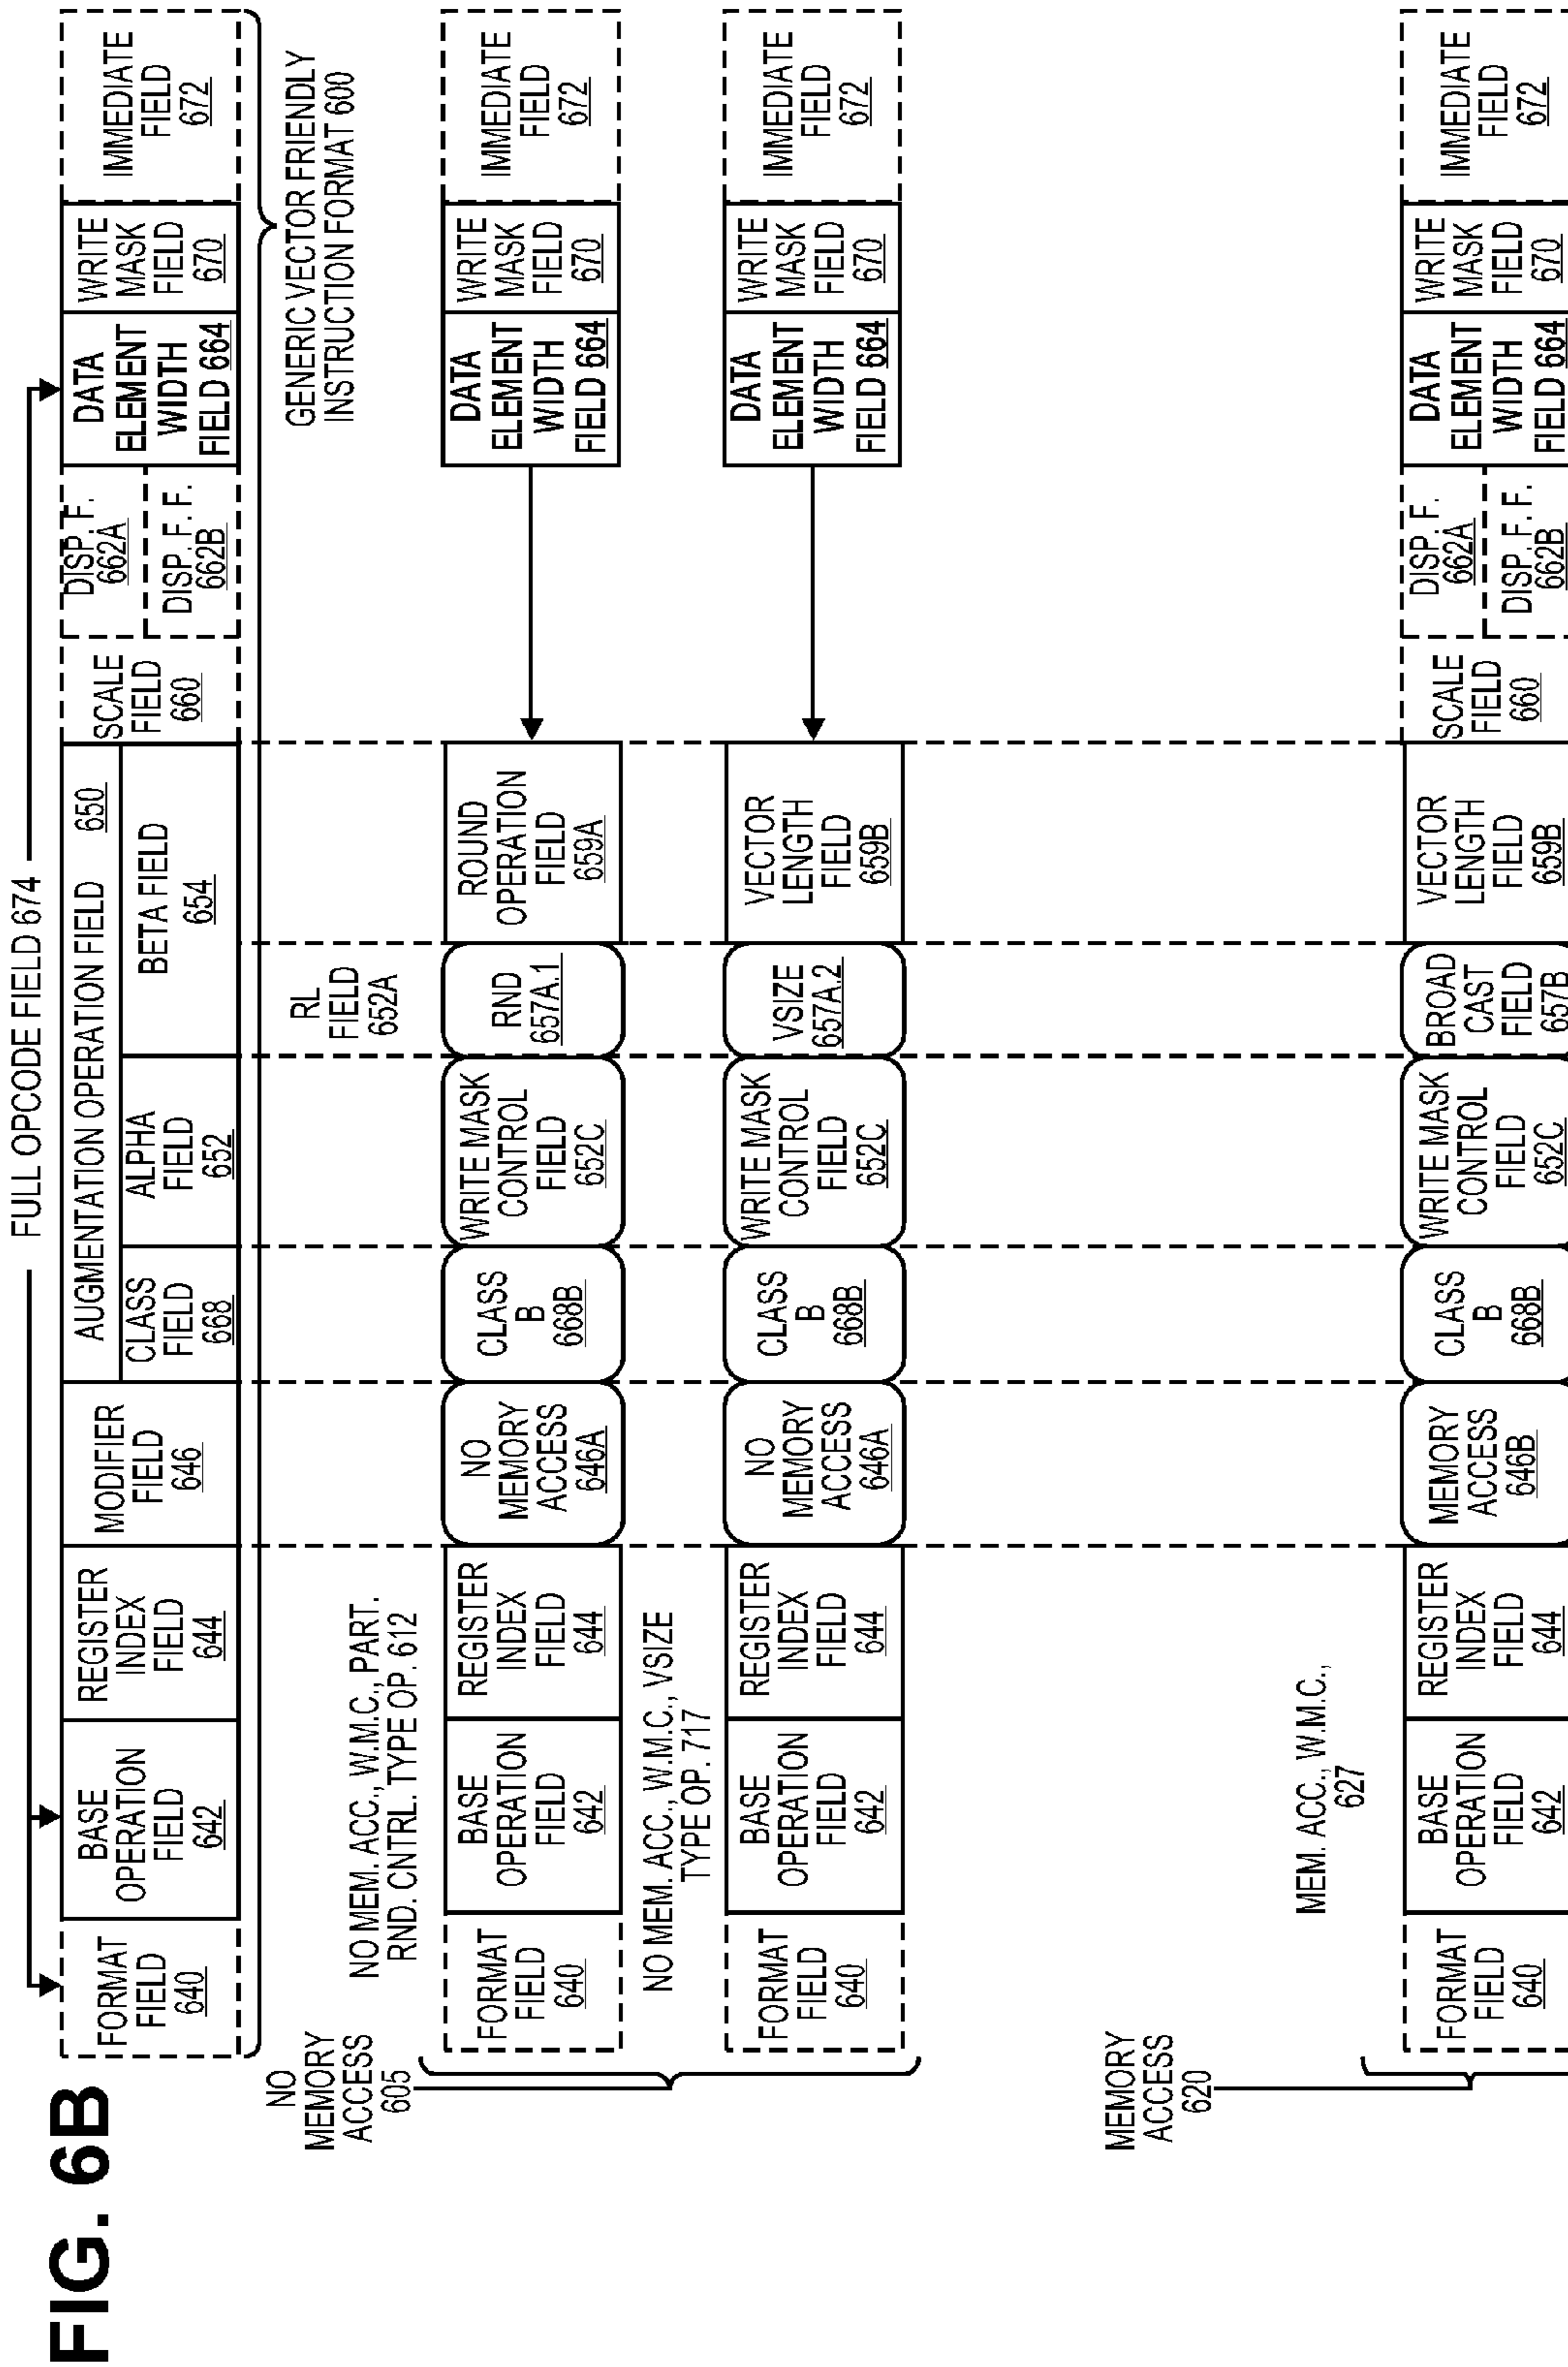 FIG. 6B
FULL OPCODE FIELD 674
FORMAT
FIELD
640
BASE
OPERATION
FIELD
642
REGISTER
INDEX
FIELD
644
MODIFIER
FIELD
646
AUGMENTATION OPERATION FIELD 650
CLASS
FIELD
668
ALPHA
FIELD
652
BETA FIELD
654
SCALE
FIELD
660
DISP. F.
662A
DISP. F. F.
662B
DATA
ELEMENT
WIDTH
FIELD 664
WRITE
MASK
FIELD
670
IMMEDIATE
FIELD
672
GENERIC VECTOR FRIENDLY
INSTRUCTION FORMAT 600
NO
MEMORY
ACCESS
605
NO MEM. ACC., W.M.C., PART.
RND. CNTRL. TYPE OP. 612
RL
FIELD
652A
FORMAT
FIELD
640
BASE
OPERATION
FIELD
642
REGISTER
INDEX
FIELD
644
NO
MEMORY
ACCESS
646A
CLASS
B
668B
WRITE MASK
CONTROL
FIELD
652C
RND
657A.1
ROUND
OPERATION
FIELD
659A
DATA
ELEMENT
WIDTH
FIELD 664
WRITE
MASK
FIELD
670
IMMEDIATE
FIELD
672
NO MEM. ACC., W.M.C., VSIZE
TYPE OP. 717
FORMAT
FIELD
640
BASE
OPERATION
FIELD
642
REGISTER
INDEX
FIELD
644
NO
MEMORY
ACCESS
646A
CLASS
B
668B
WRITE MASK
CONTROL
FIELD
652C
VSIZE
657A.2
VECTOR
LENGTH
FIELD
659B
DATA
ELEMENT
WIDTH
FIELD 664
WRITE
MASK
FIELD
670
IMMEDIATE
FIELD
672
MEMORY
ACCESS
620
MEM. ACC., W.M.C.,
627
FORMAT
FIELD
640
BASE
OPERATION
FIELD
642
REGISTER
INDEX
FIELD
644
MEMORY
ACCESS
646B
CLASS
B
668B
WRITE MASK
CONTROL
FIELD
652C
BROAD
CAST
FIELD
657B
VECTOR
LENGTH
FIELD
659B
SCALE
FIELD
660
DISP. F.
662A
DISP. F. F.
662B
DATA
ELEMENT
WIDTH
FIELD 664
WRITE
MASK
FIELD
670
IMMEDIATE
FIELD
672